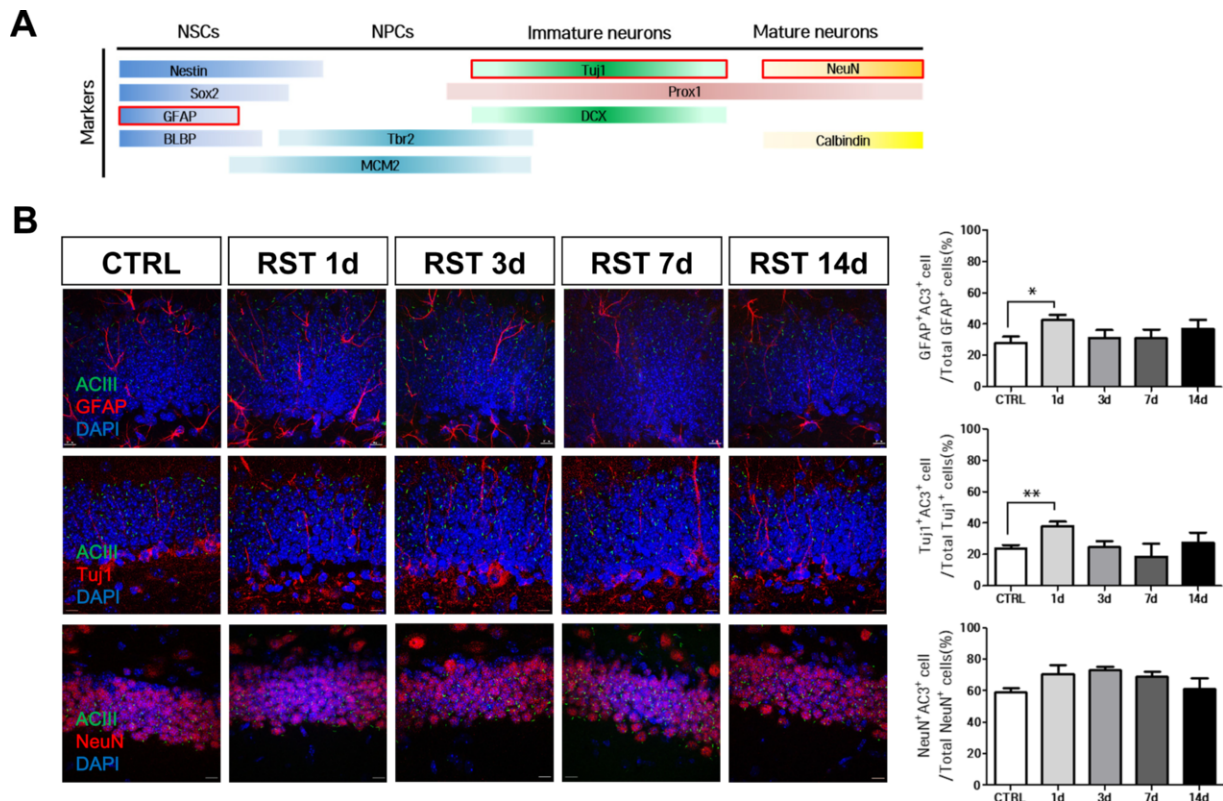 A
NSCs NPCs Immature neurons Mature neurons
Markers
Nestin Tuj1 NeuN
Sox2 Prox1
GFAP DCX
BLBP Tbr2 Calbindin
MCM2
B
CTRL RST 1d RST 3d RST 7d RST 14d
ACIII
GFAP
DAPI
GFAP⁺AC3⁺ cell
/Total GFAP⁺ cells(%)
100
80
60
40
20
0
*
CTRL 1d 3d 7d 14d
ACIII
Tuj1
DAPI
Tuj1⁺AC3⁺ cell
/Total Tuj1⁺ cells(%)
100
80
60
40
20
0
**
CTRL 1d 3d 7d 14d
ACIII
NeuN
DAPI
NeuN⁺AC3⁺ cell
/Total NeuN⁺ cells(%)
100
80
60
40
20
0
CTRL 1d 3d 7d 14d